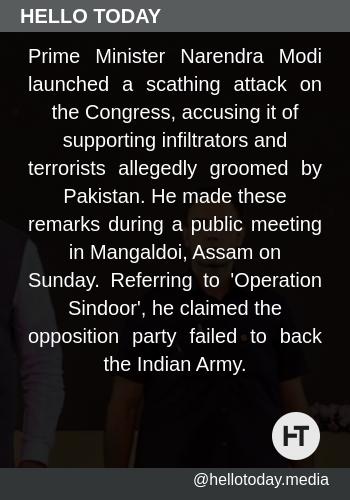 HELLO TODAY
Prime Minister Narendra Modi
launched a scathing attack on
the Congress, accusing it of
supporting infiltrators and
terrorists allegedly groomed by
Pakistan. He made these
remarks during a public meeting
in Mangaldoi, Assam on
Sunday. Referring to 'Operation
Sindoor', he claimed the
opposition party failed to back
the Indian Army.
HT
@hellotoday.media